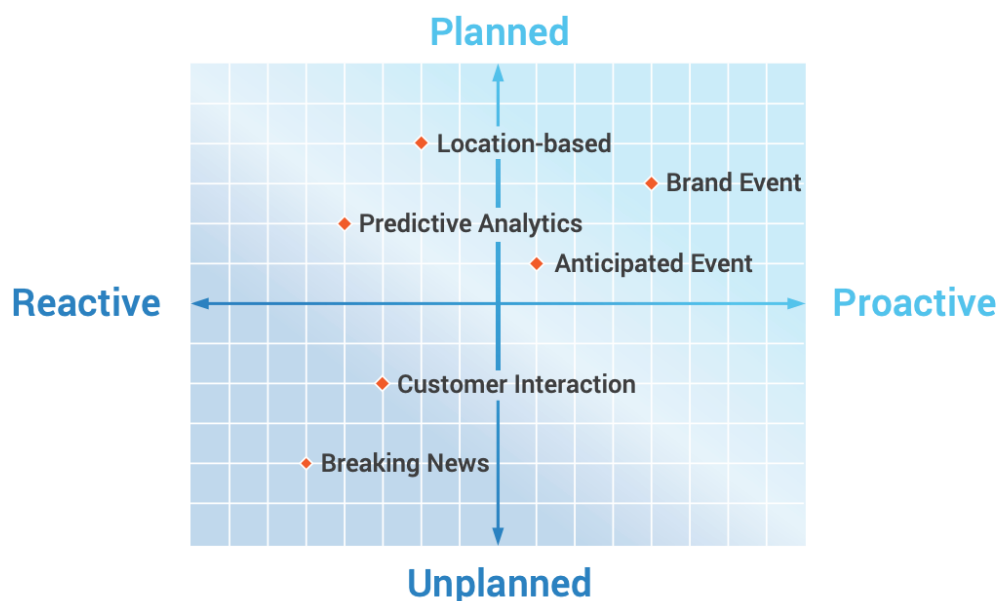 Planned
Location-based
Brand Event
Predictive Analytics
Anticipated Event
Reactive
Proactive
Customer Interaction
Breaking News
Unplanned